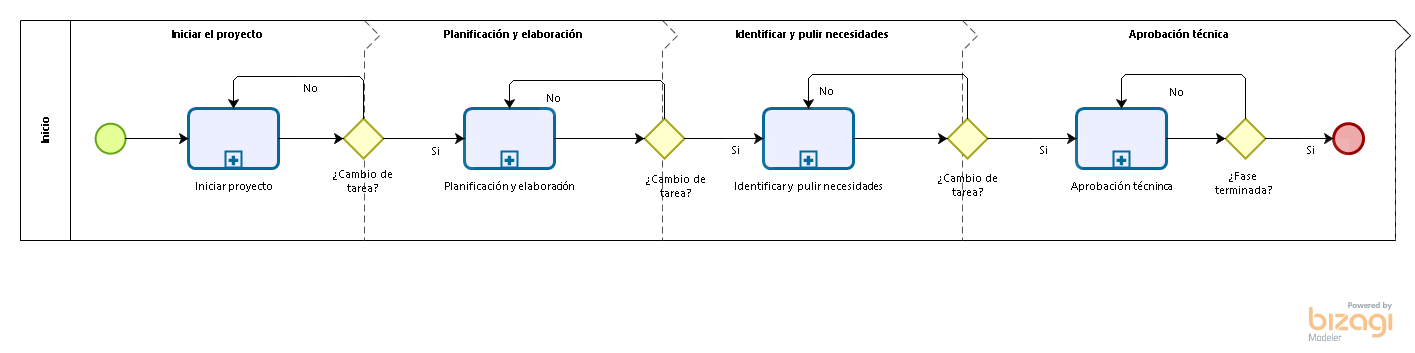 Iniciar el proyecto
Planificación y elaboración
Identificar y pulir necesidades
Aprobación técnica
Inicio
No
No
No
No
Si
Si
Si
Si
Iniciar proyecto
¿Cambio de
tarea?
Planificación y elaboración
¿Cambio de
tarea?
Identificar y pulir necesidades
¿Cambio de
tarea?
Aprobación técninca
¿Fase
terminada?
Powered by
bizagi
Modeler